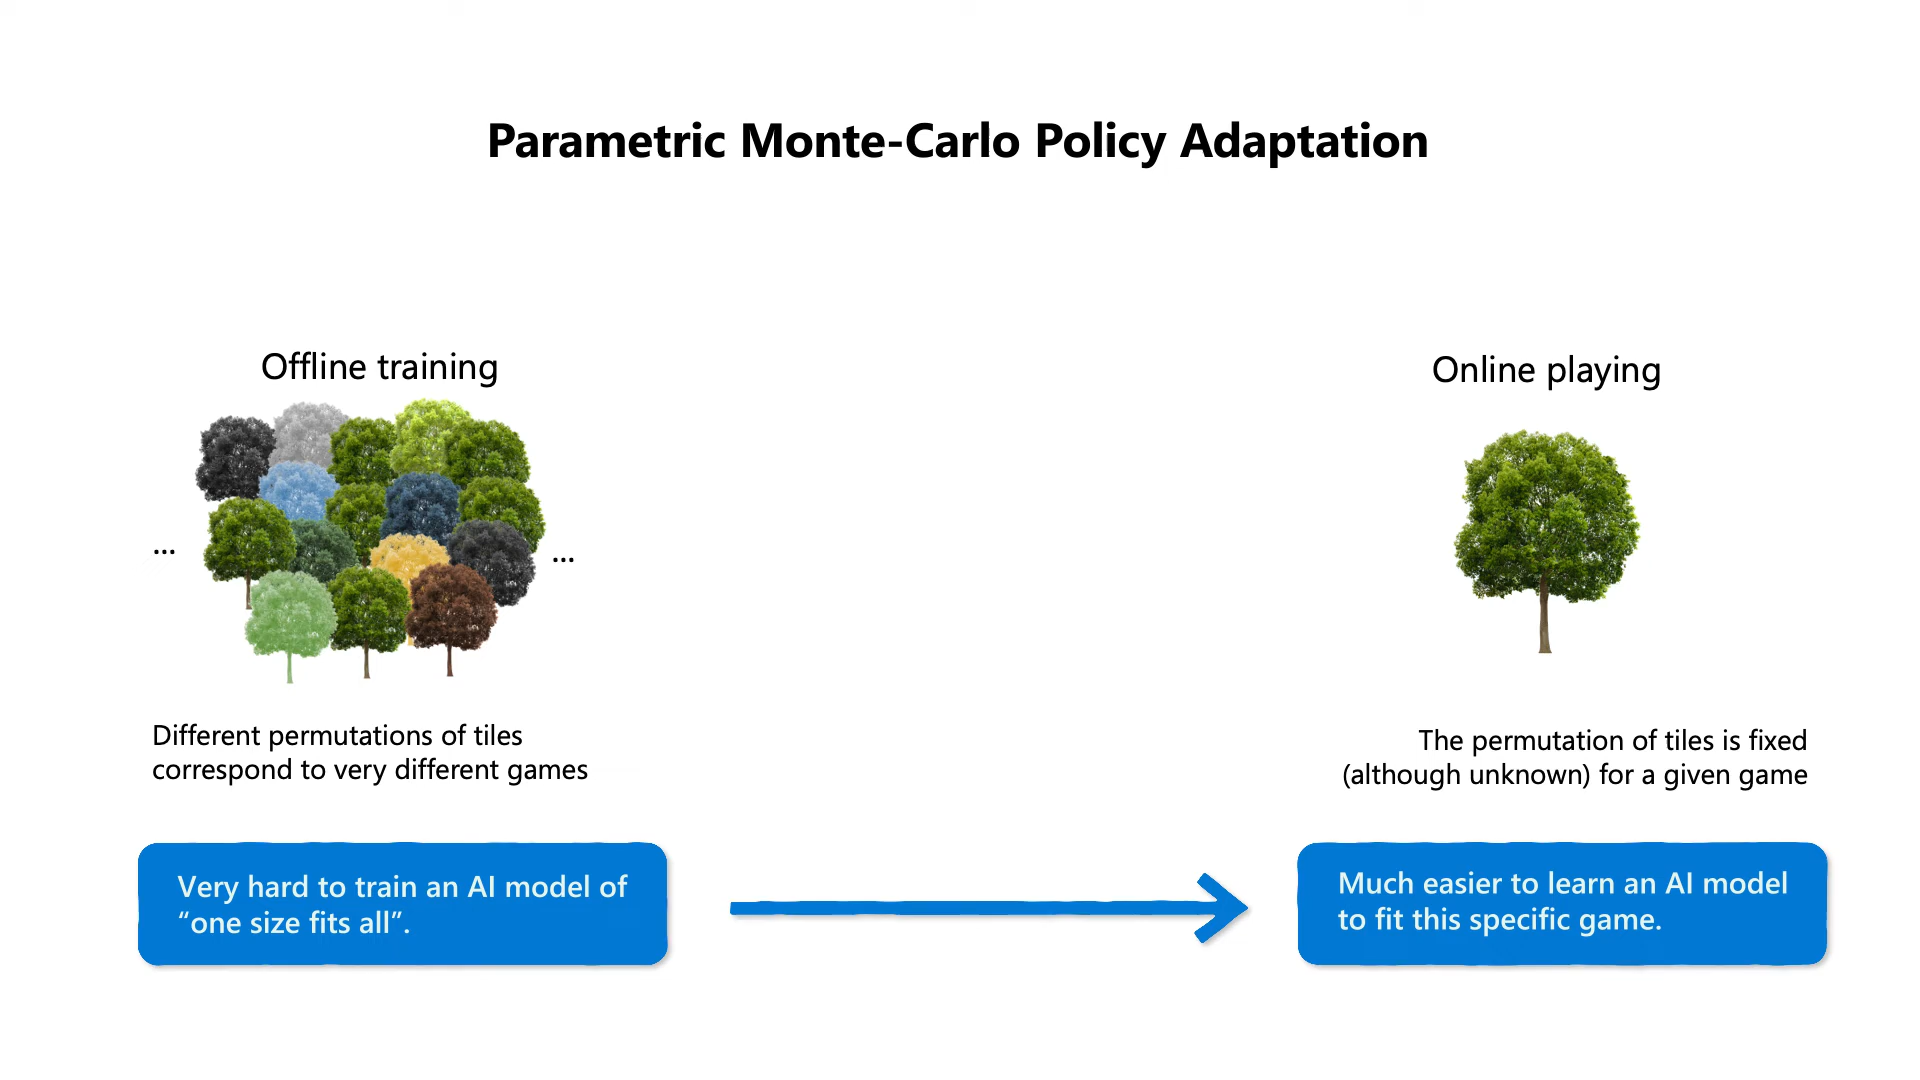 Parametric Monte-Carlo Policy Adaptation
Offline training
...
...
Different permutations of tiles
correspond to very different games
Very hard to train an AI model of
“one size fits all”.
Online playing
The permutation of tiles is fixed
(although unknown) for a given game
Much easier to learn an AI model
to fit this specific game.